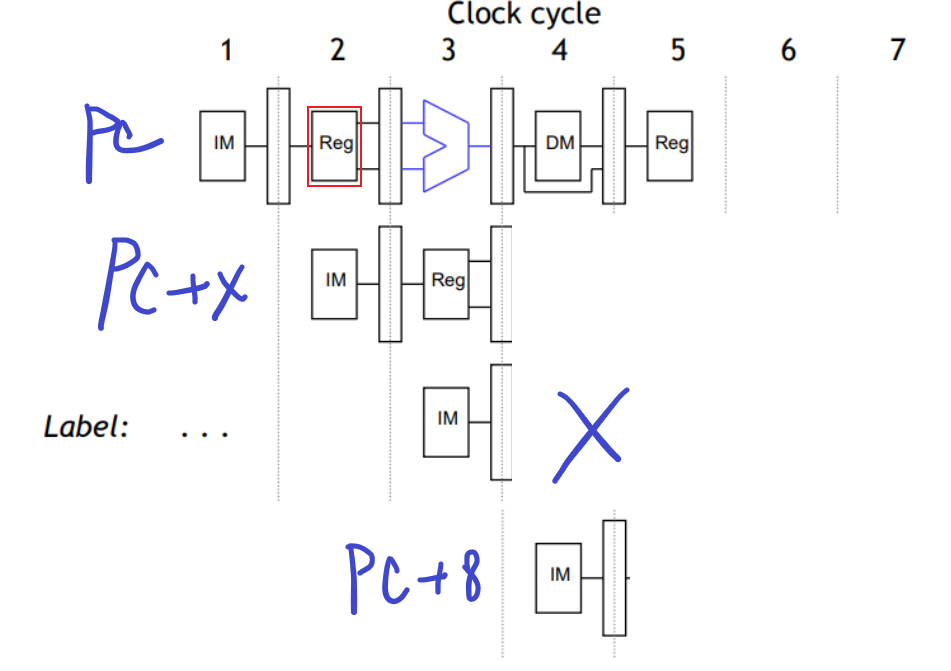 Clock cycle
1 2 3 4 5 6 7
PC IM Reg DM Reg
PC+X IM Reg
Label: ... IM X
PC+8 IM